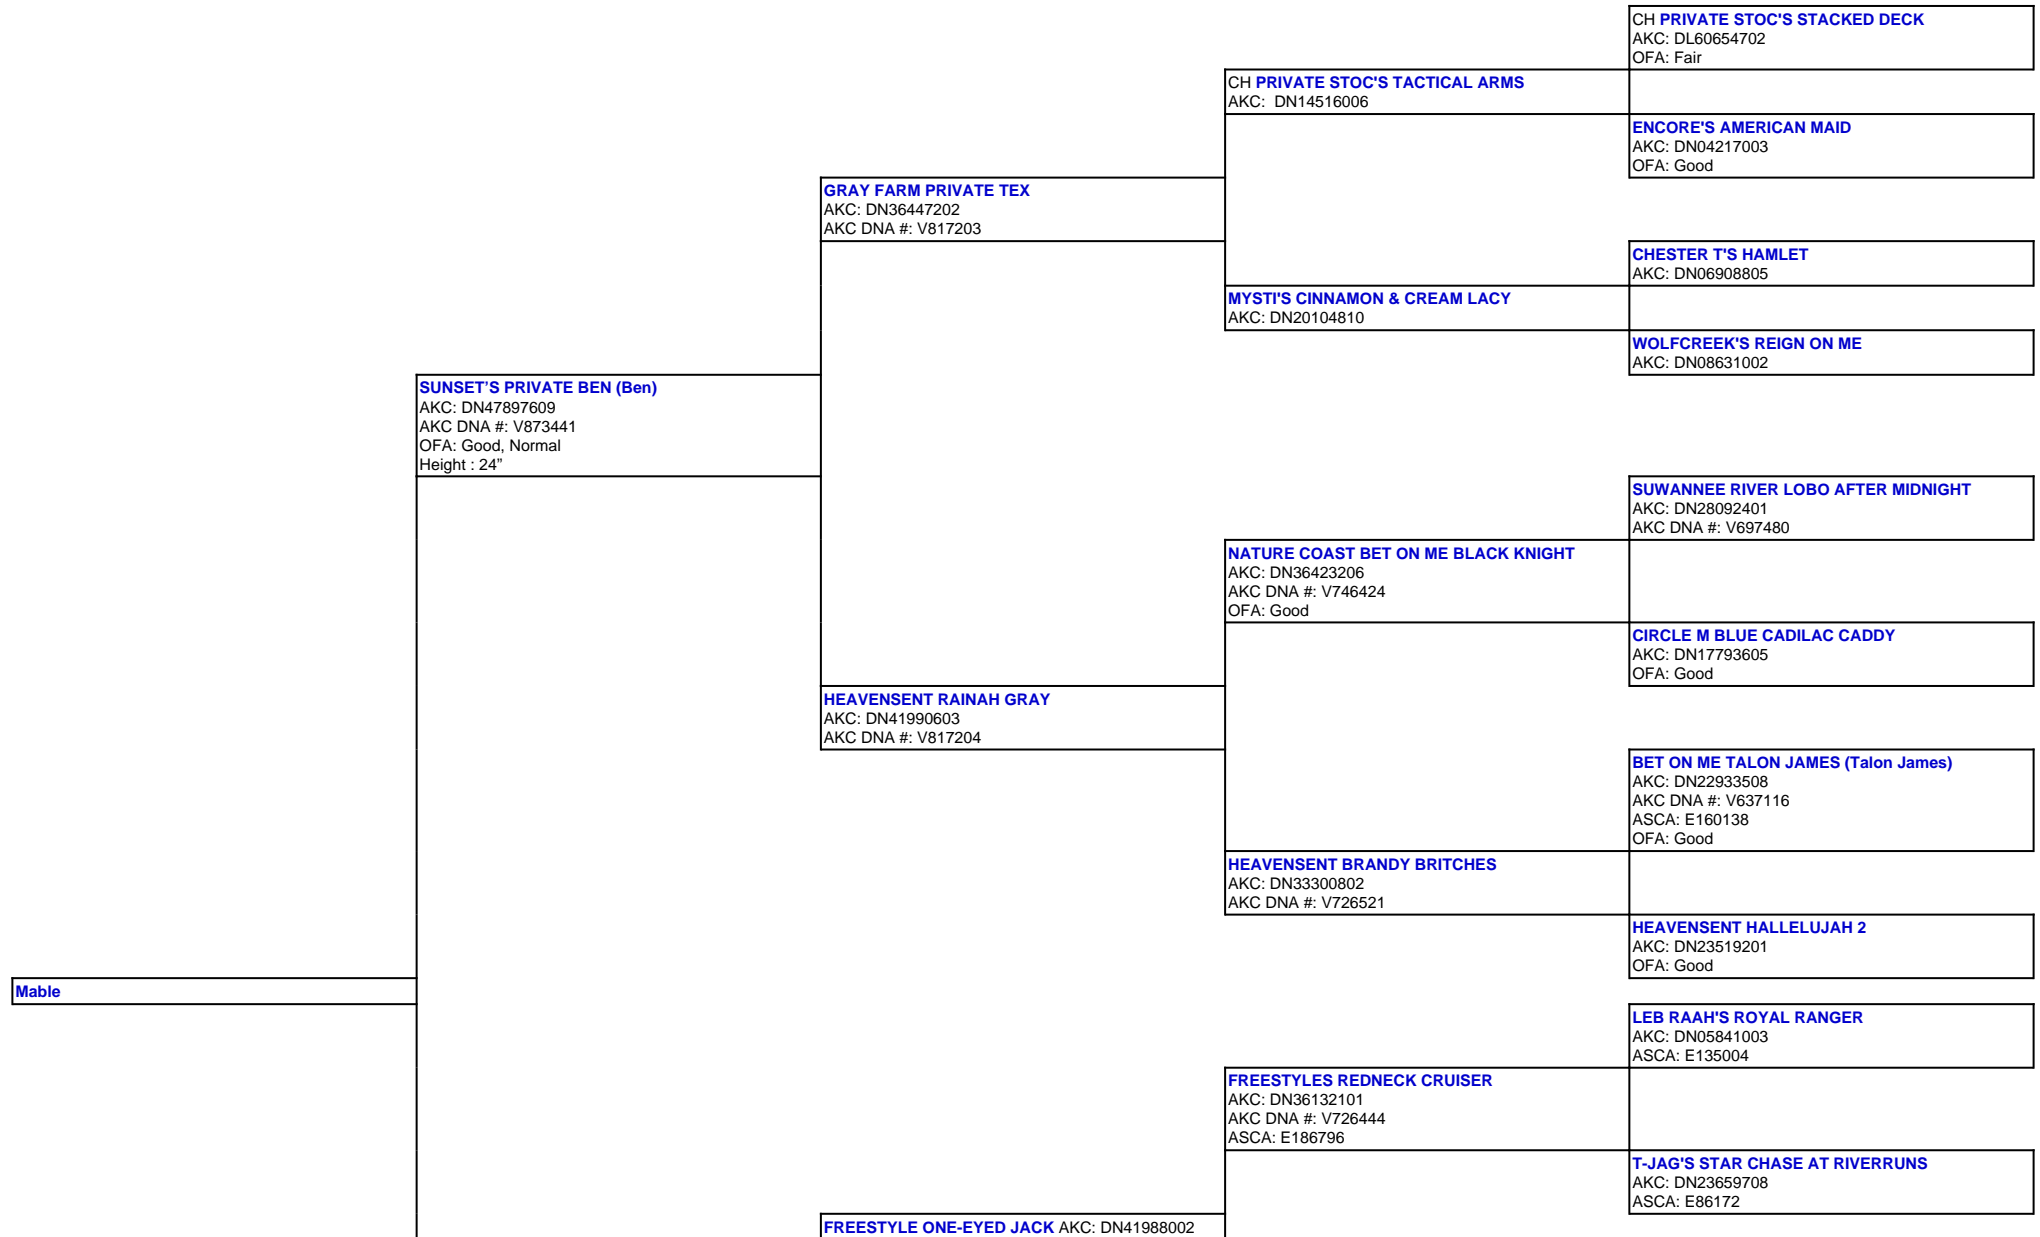 CH PRIVATE STOC'S STACKED DECK
AKC: DL60654702
OFA: Fair
CH PRIVATE STOC'S TACTICAL ARMS
AKC:  DN14516006
ENCORE'S AMERICAN MAID
AKC: DN04217003
OFA: Good
GRAY FARM PRIVATE TEX
AKC: DN36447202
AKC DNA #: V817203
CHESTER T'S HAMLET
AKC: DN06908805
MYSTI'S CINNAMON & CREAM LACY
AKC: DN20104810
WOLFCREEK'S REIGN ON ME
AKC: DN08631002
SUNSET’S PRIVATE BEN (Ben)
AKC: DN47897609
AKC DNA #: V873441
OFA: Good, Normal
Height : 24”
SUWANNEE RIVER LOBO AFTER MIDNIGHT
AKC: DN28092401
AKC DNA #: V697480
NATURE COAST BET ON ME BLACK KNIGHT
AKC: DN36423206
AKC DNA #: V746424
OFA: Good
CIRCLE M BLUE CADILAC CADDY
AKC: DN17793605
OFA: Good
HEAVENSENT RAINAH GRAY
AKC: DN41990603
AKC DNA #: V817204
BET ON ME TALON JAMES (Talon James)
AKC: DN22933508
AKC DNA #: V637116
ASCA: E160138
OFA: Good
HEAVENSENT BRANDY BRITCHES
AKC: DN33300802
AKC DNA #: V726521
HEAVENSENT HALLELUJAH 2
AKC: DN23519201
OFA: Good
Mable
LEB RAAH'S ROYAL RANGER
AKC: DN05841003
ASCA: E135004
FREESTYLES REDNECK CRUISER
AKC: DN36132101
AKC DNA #: V726444
ASCA: E186796
T-JAG'S STAR CHASE AT RIVERRUNS
AKC: DN23659708
ASCA: E86172
FREESTYLE ONE-EYED JACK AKC: DN41988002